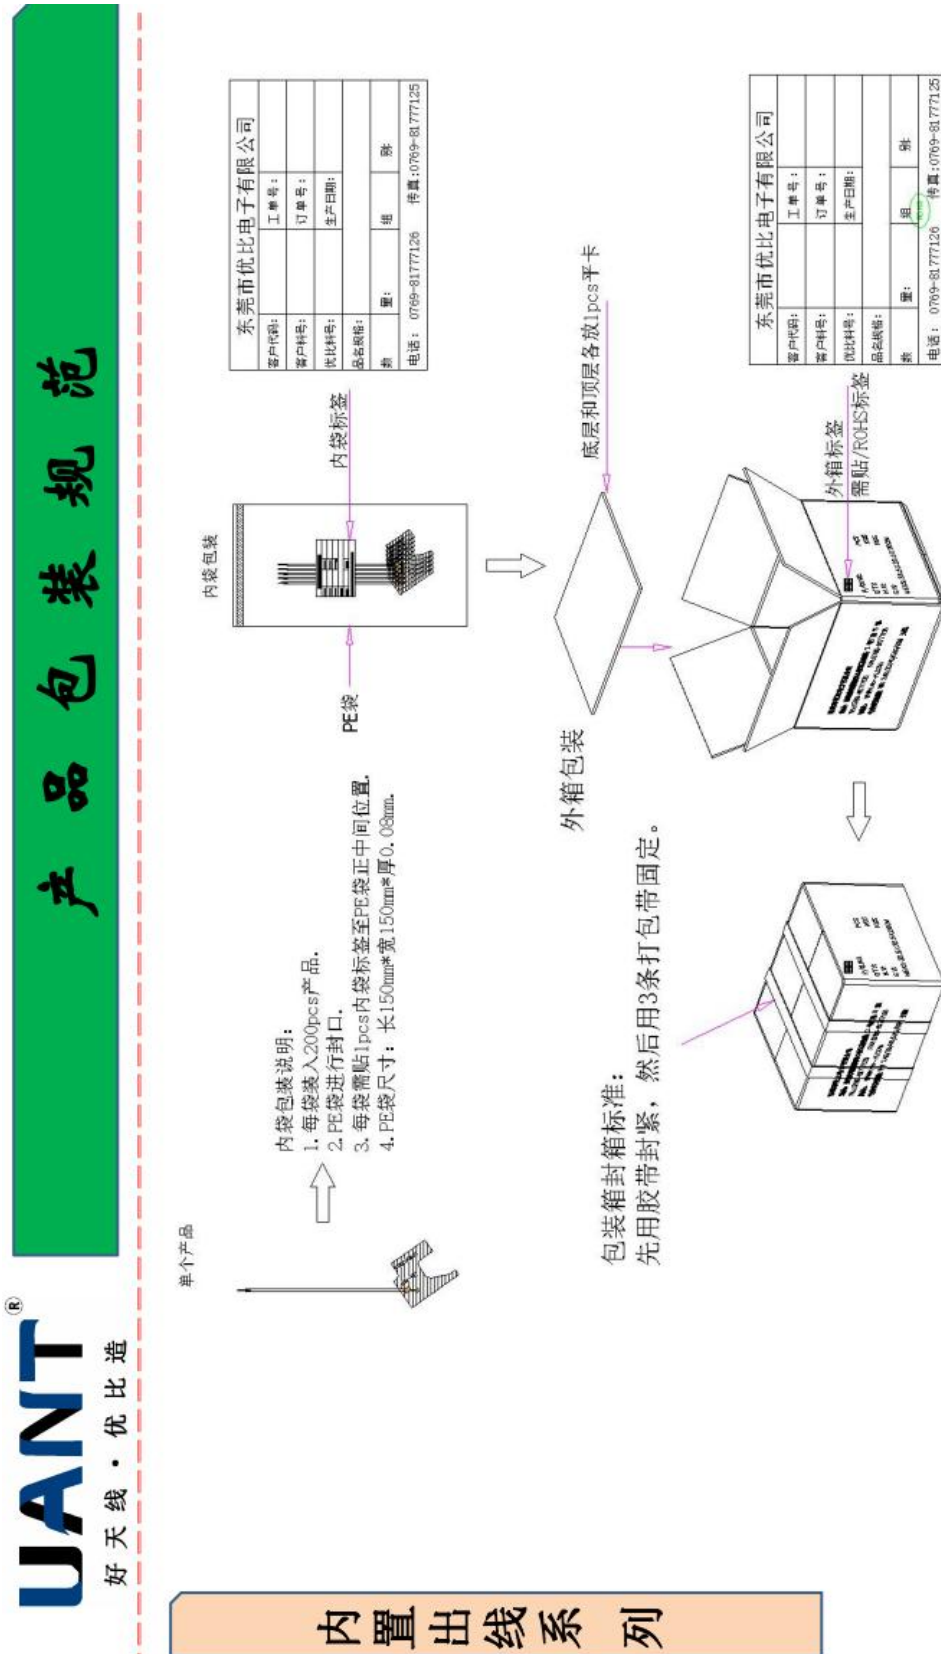 UANT®
好天线·优比造
产品包装规范
内置出线系列
单个产品
内袋包装说明：
1.每袋装入200pcs产品.
2.PE袋进行封口.
3.每袋需贴1pcs内袋标签至PE袋正中间位置.
4.PE袋尺寸：长150mm*宽150mm*厚0.08mm.
内袋包装
PE袋
内袋标签
东莞市优比电子有限公司
客户代码: 工单号:
客户料号: 订单号:
优比料号: 生产日期:
品名规格:
数 量: 组 别:
电话: 0769-81777126 传真:0769-81777125
外箱包装
底层和顶层各放1pcs平卡
包装箱封箱标准：
先用胶带封紧，然后用3条打包带固定。
外箱标签
需贴/ROHS标签
东莞市优比电子有限公司
客户代码: 工单号:
客户料号: 订单号:
优比料号: 生产日期:
品名规格:
数 量: 组 别:
电话: 0769-81777126 传真:0769-81777125